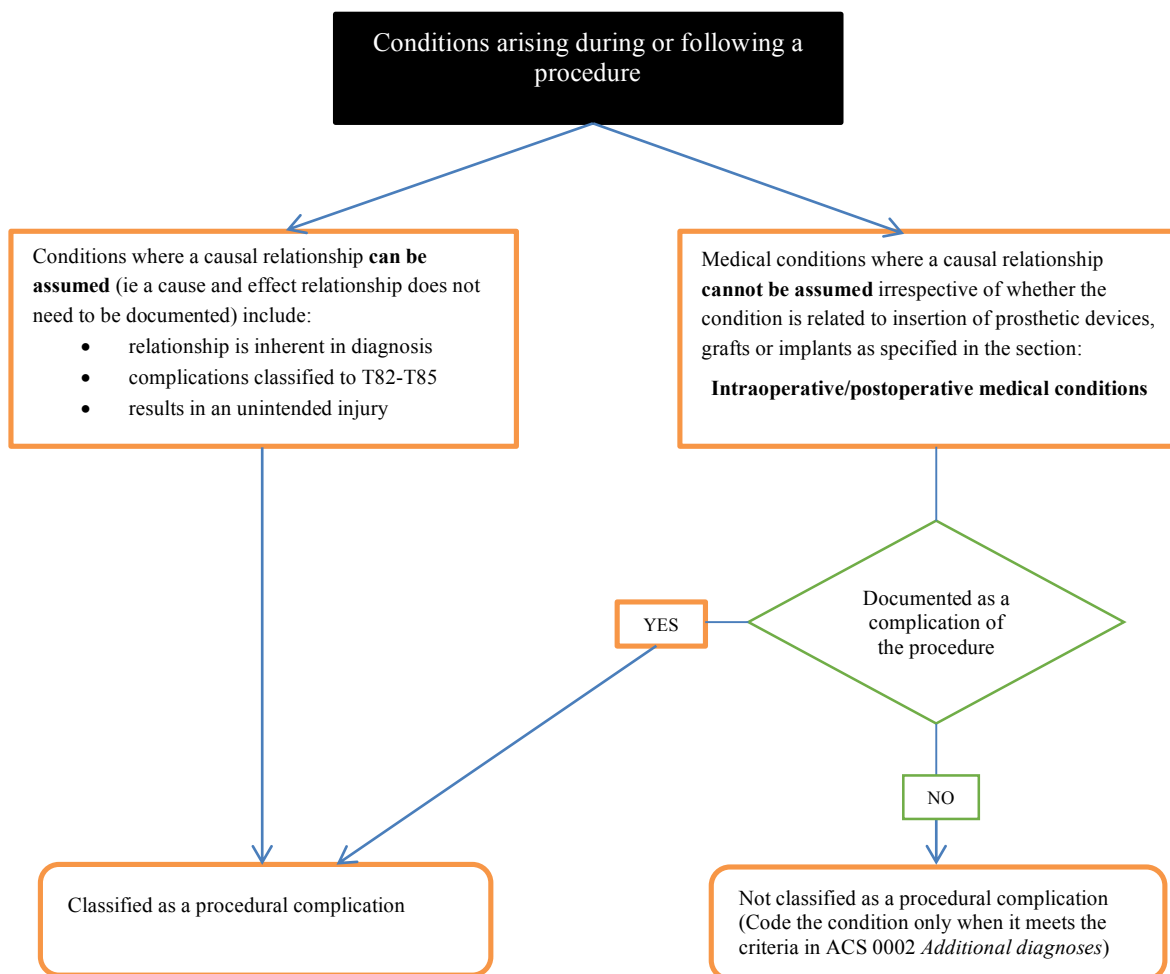 Conditions arising during or following a
procedure
Conditions where a causal relationship can be
assumed (ie a cause and effect relationship does not
need to be documented) include:
• relationship is inherent in diagnosis
• complications classified to T82-T85
• results in an unintended injury
Medical conditions where a causal relationship
cannot be assumed irrespective of whether the
condition is related to insertion of prosthetic devices,
grafts or implants as specified in the section:
Intraoperative/postoperative medical conditions
Documented as a
complication of
the procedure
YES
NO
Classified as a procedural complication
Not classified as a procedural complication
(Code the condition only when it meets the
criteria in ACS 0002 Additional diagnoses)